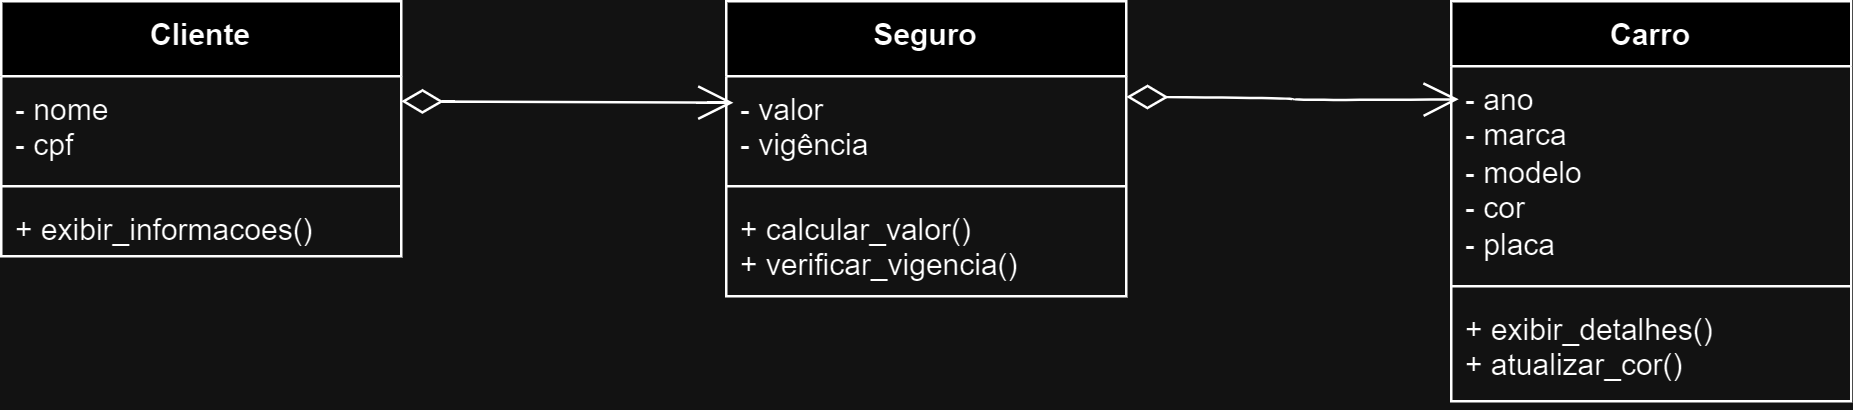 Cliente
- nome
- cpf
+ exibir_informacoes()
Seguro
- valor
- vigência
+ calcular_valor()
+ verificar_vigencia()
Carro
- ano
- marca
- modelo
- cor
- placa
+ exibir_detalhes()
+ atualizar_cor()